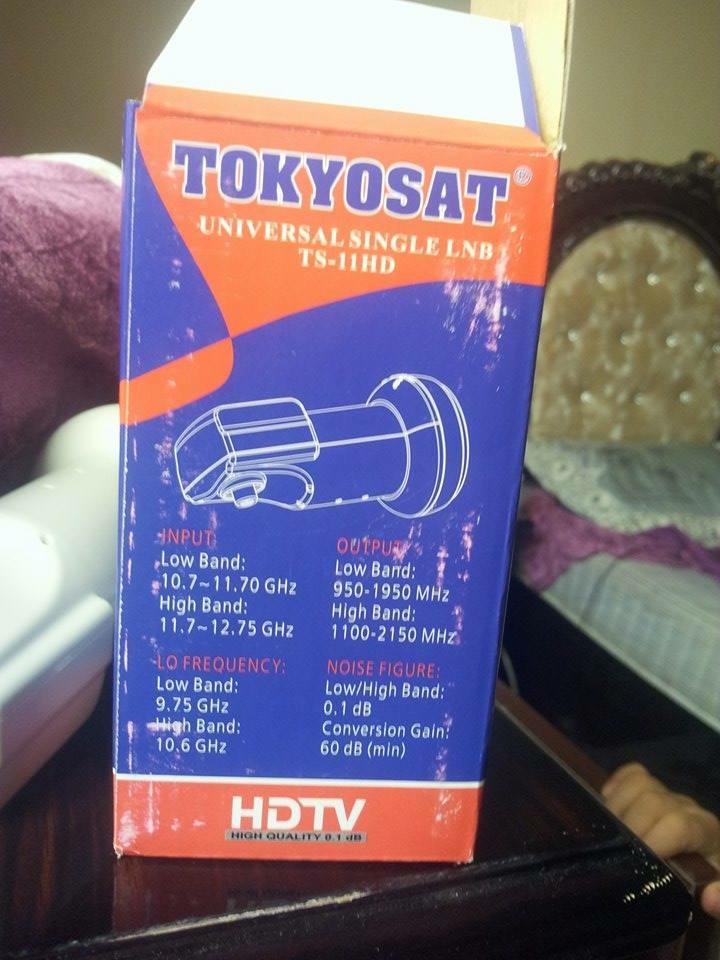 TOKYOSAT®
UNIVERSAL SINGLE LNB
TS-11HD
INPUT:
Low Band:
10.7~11.70 GHz
High Band:
11.7~12.75 GHz
OUTPUT:
Low Band:
950-1950 MHz
High Band:
1100-2150 MHz
LO FREQUENCY:
Low Band:
9.75 GHz
High Band:
10.6 GHz
NOISE FIGURE:
Low/High Band:
0.1 dB
Conversion Gain:
60 dB (min)
HDTV
HIGH QUALITY 0.1 dB